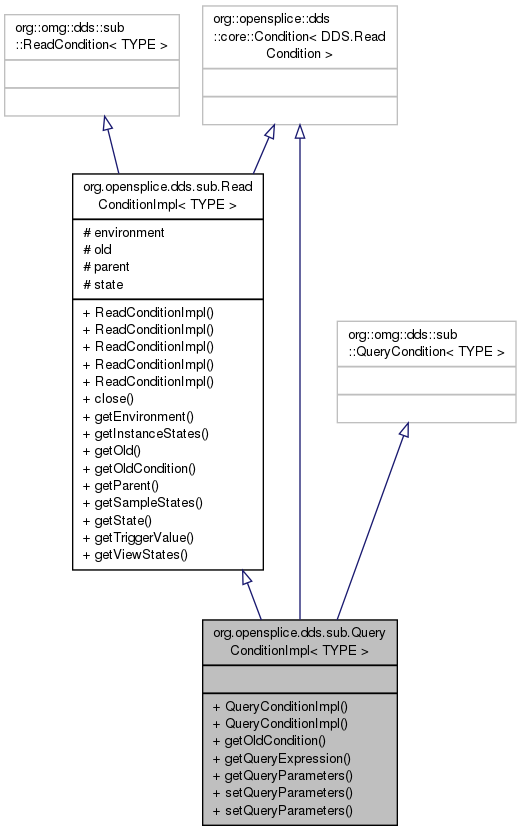 org::omg::dds::sub
::ReadCondition< TYPE >
org::opensplice::dds
::core::Condition< DDS.Read
Condition >
org.opensplice.dds.sub.Read
ConditionImpl< TYPE >
# environment
# old
# parent
# state
+ ReadConditionImpl()
+ ReadConditionImpl()
+ ReadConditionImpl()
+ ReadConditionImpl()
+ ReadConditionImpl()
+ close()
+ getEnvironment()
+ getInstanceStates()
+ getOld()
+ getOldCondition()
+ getParent()
+ getSampleStates()
+ getState()
+ getTriggerValue()
+ getViewStates()
org::omg::dds::sub
::QueryCondition< TYPE >
org.opensplice.dds.sub.Query
ConditionImpl< TYPE >
+ QueryConditionImpl()
+ QueryConditionImpl()
+ getOldCondition()
+ getQueryExpression()
+ getQueryParameters()
+ setQueryParameters()
+ setQueryParameters()